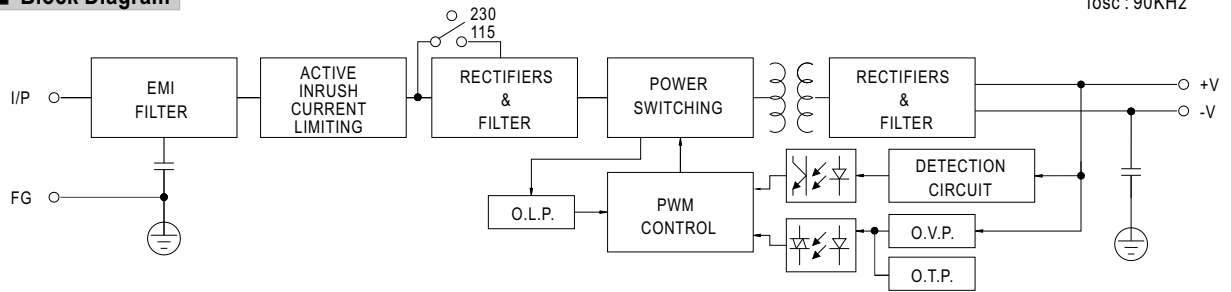 Block Diagram
fosc : 90KHz
230
115
I/P
EMI
FILTER
ACTIVE
INRUSH
CURRENT
LIMITING
RECTIFIERS
&
FILTER
POWER
SWITCHING
RECTIFIERS
&
FILTER
+V
-V
FG
O.L.P.
PWM
CONTROL
DETECTION
CIRCUIT
O.V.P.
O.T.P.